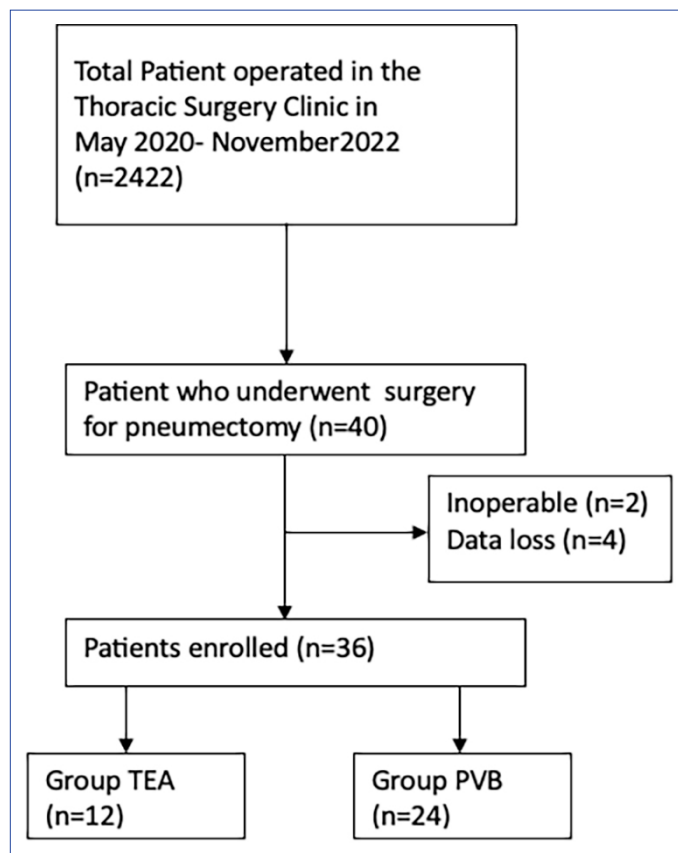 Total Patient operated in the
Thoracic Surgery Clinic in
May 2020- November2022
(n=2422)
Patient who underwent surgery
for pneumectomy (n=40)
Inoperable (n=2)
Data loss (n=4)
Patients enrolled (n=36)
Group TEA
(n=12)
Group PVB
(n=24)